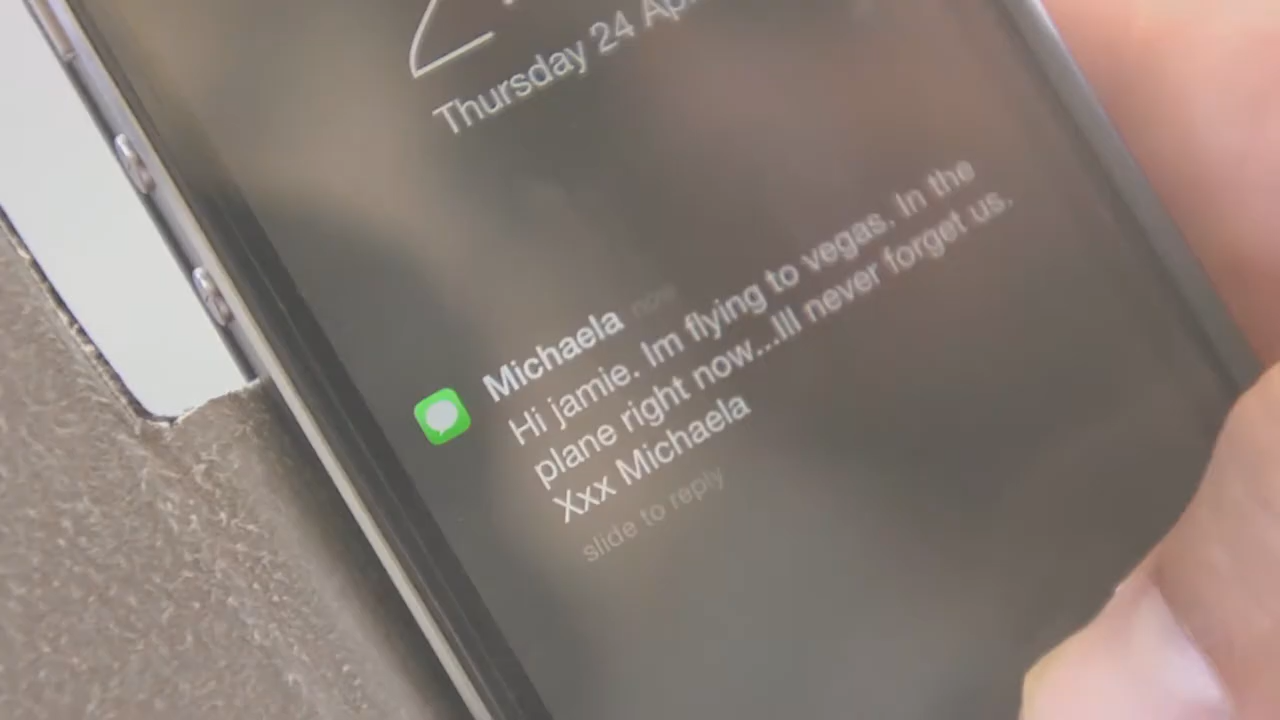 Thursday 24 Apr
Michaela now
Hi jamie. Im flying to vegas. In the
plane right now...Ill never forget us.
Xxx Michaela
slide to reply